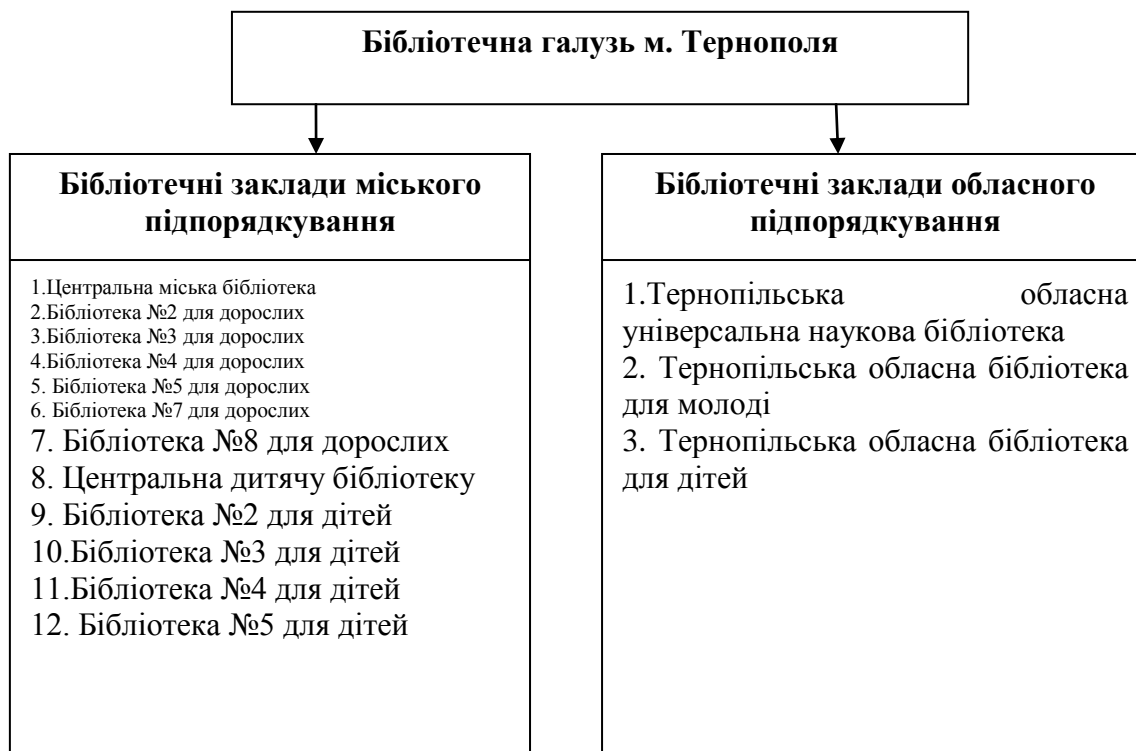 Бібліотечна галузь м. Тернополя
Бібліотечні заклади міського
підпорядкування
1.Центральна міська бібліотека
2.Бібліотека №2 для дорослих
3.Бібліотека №3 для дорослих
4.Бібліотека №4 для дорослих
5. Бібліотека №5 для дорослих
6. Бібліотека №7 для дорослих
7. Бібліотека №8 для дорослих
8. Центральна дитячу бібліотеку
9. Бібліотека №2 для дітей
10.Бібліотека №3 для дітей
11.Бібліотека №4 для дітей
12. Бібліотека №5 для дітей
Бібліотечні заклади обласного
підпорядкування
1.Тернопільська обласна
універсальна наукова бібліотека
2. Тернопільська обласна бібліотека
для молоді
3. Тернопільська обласна бібліотека
для дітей